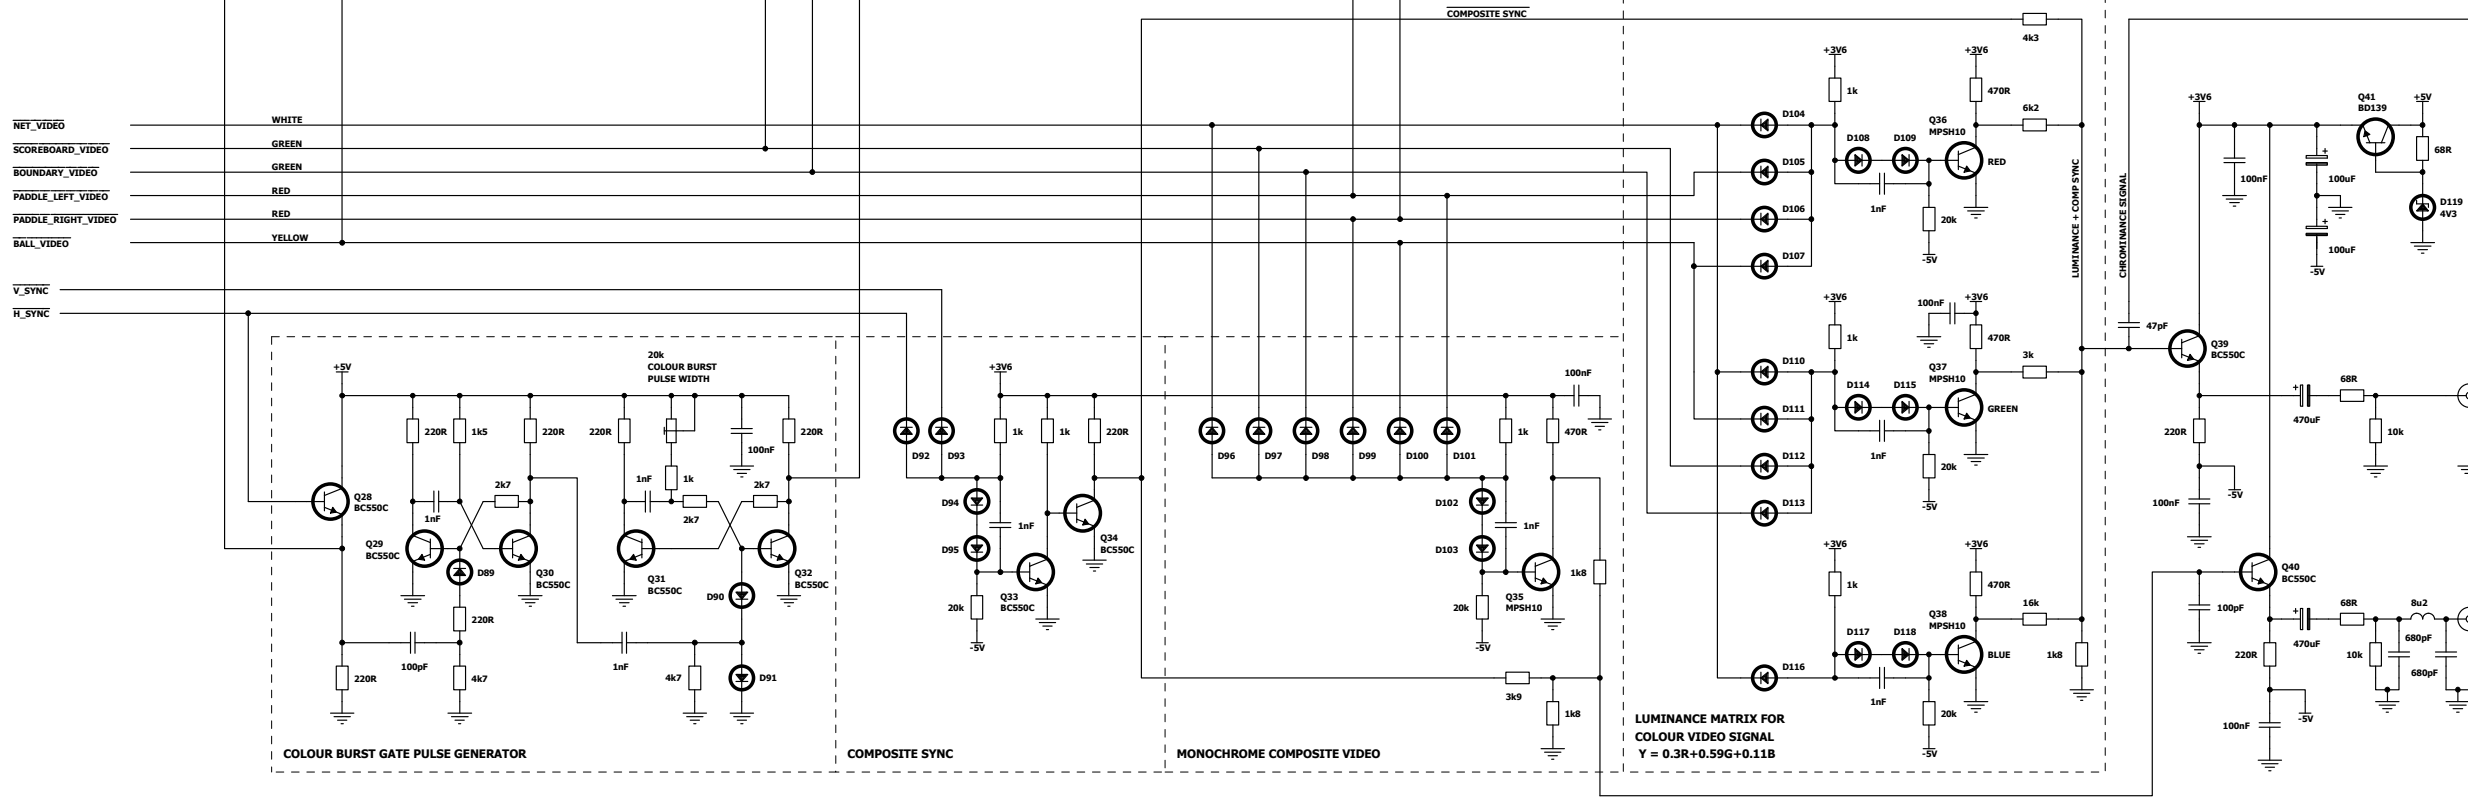 COMPOSITE SYNC
4k3
+3V6
+3V6
1k
470R
6k2
D104
D108
D109
Q36
MPSH10
RED
D105
1nF
20k
-5V
D106
D107
NET_VIDEO
WHITE
SCOREBOARD_VIDEO
GREEN
BOUNDARY_VIDEO
GREEN
PADDLE_LEFT_VIDEO
RED
PADDLE_RIGHT_VIDEO
RED
BALL_VIDEO
YELLOW
V_SYNC
H_SYNC
LUMINANCE + COMP SYNC
CHROMINANCE SIGNAL
+3V6
Q41
BD139
+5V
68R
100nF
100uF
+
D119
4V3
+
100uF
-5V
47pF
Q39
BC550C
+
470uF
68R
10k
220R
-5V
100nF
+3V6
100nF
+3V6
1k
470R
3k
D110
D114
D115
Q37
MPSH10
GREEN
D111
1nF
20k
-5V
D112
D113
+3V6
+3V6
1k
470R
16k
Q38
MPSH10
D117
D118
BLUE
1k8
D116
1nF
20k
-5V
LUMINANCE MATRIX FOR
COLOUR VIDEO SIGNAL
Y = 0.3R+0.59G+0.11B
Q40
BC550C
100pF
+
470uF
68R
8u2
680pF
10k
680pF
220R
-5V
100nF
+5V
20k
COLOUR BURST
PULSE WIDTH
220R
1k5
220R
220R
100nF
220R
1nF
1k
2k7
2k7
2k7
Q28
BC550C
1nF
Q29
BC550C
D89
Q30
BC550C
Q31
BC550C
D90
Q32
BC550C
220R
100pF
1nF
220R
4k7
4k7
D91
COLOUR BURST GATE PULSE GENERATOR
+3V6
D92
D93
1k
1k
220R
D94
1nF
D95
Q34
BC550C
Q33
BC550C
20k
-5V
COMPOSITE SYNC
100nF
D96
D97
D98
D99
D100
D101
1k
470R
D102
1nF
D103
Q35
MPSH10
1k8
20k
-5V
3k9
1k8
MONOCHROME COMPOSITE VIDEO